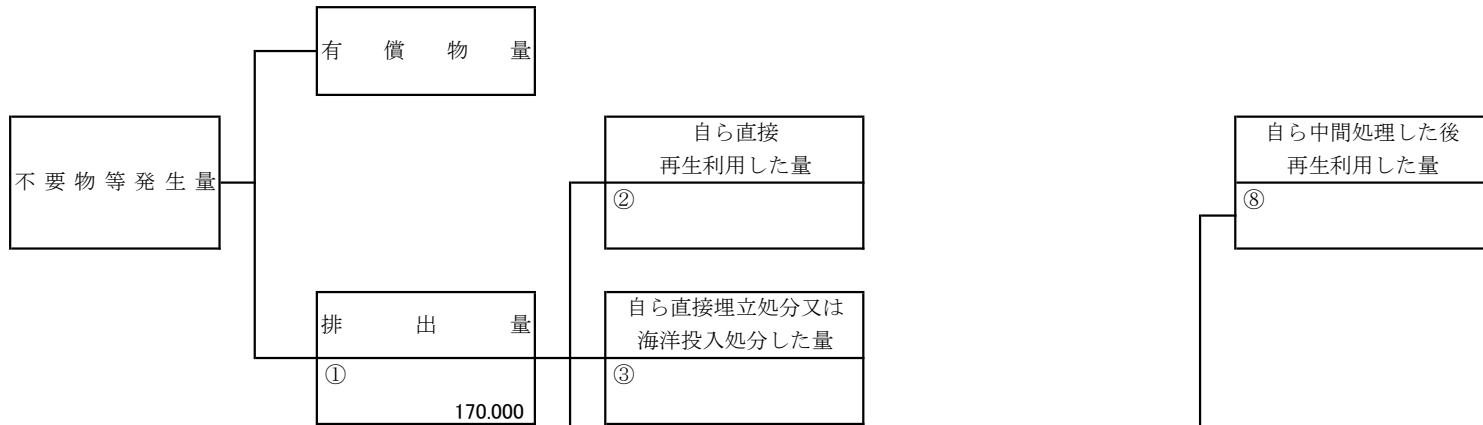 有償物量
自ら直接
再生利用した量
②
自ら中間処理した後
再生利用した量
⑧
不要物等発生量
排出量
①
170.000
自ら直接埋立処分又は
海洋投入処分した量
③